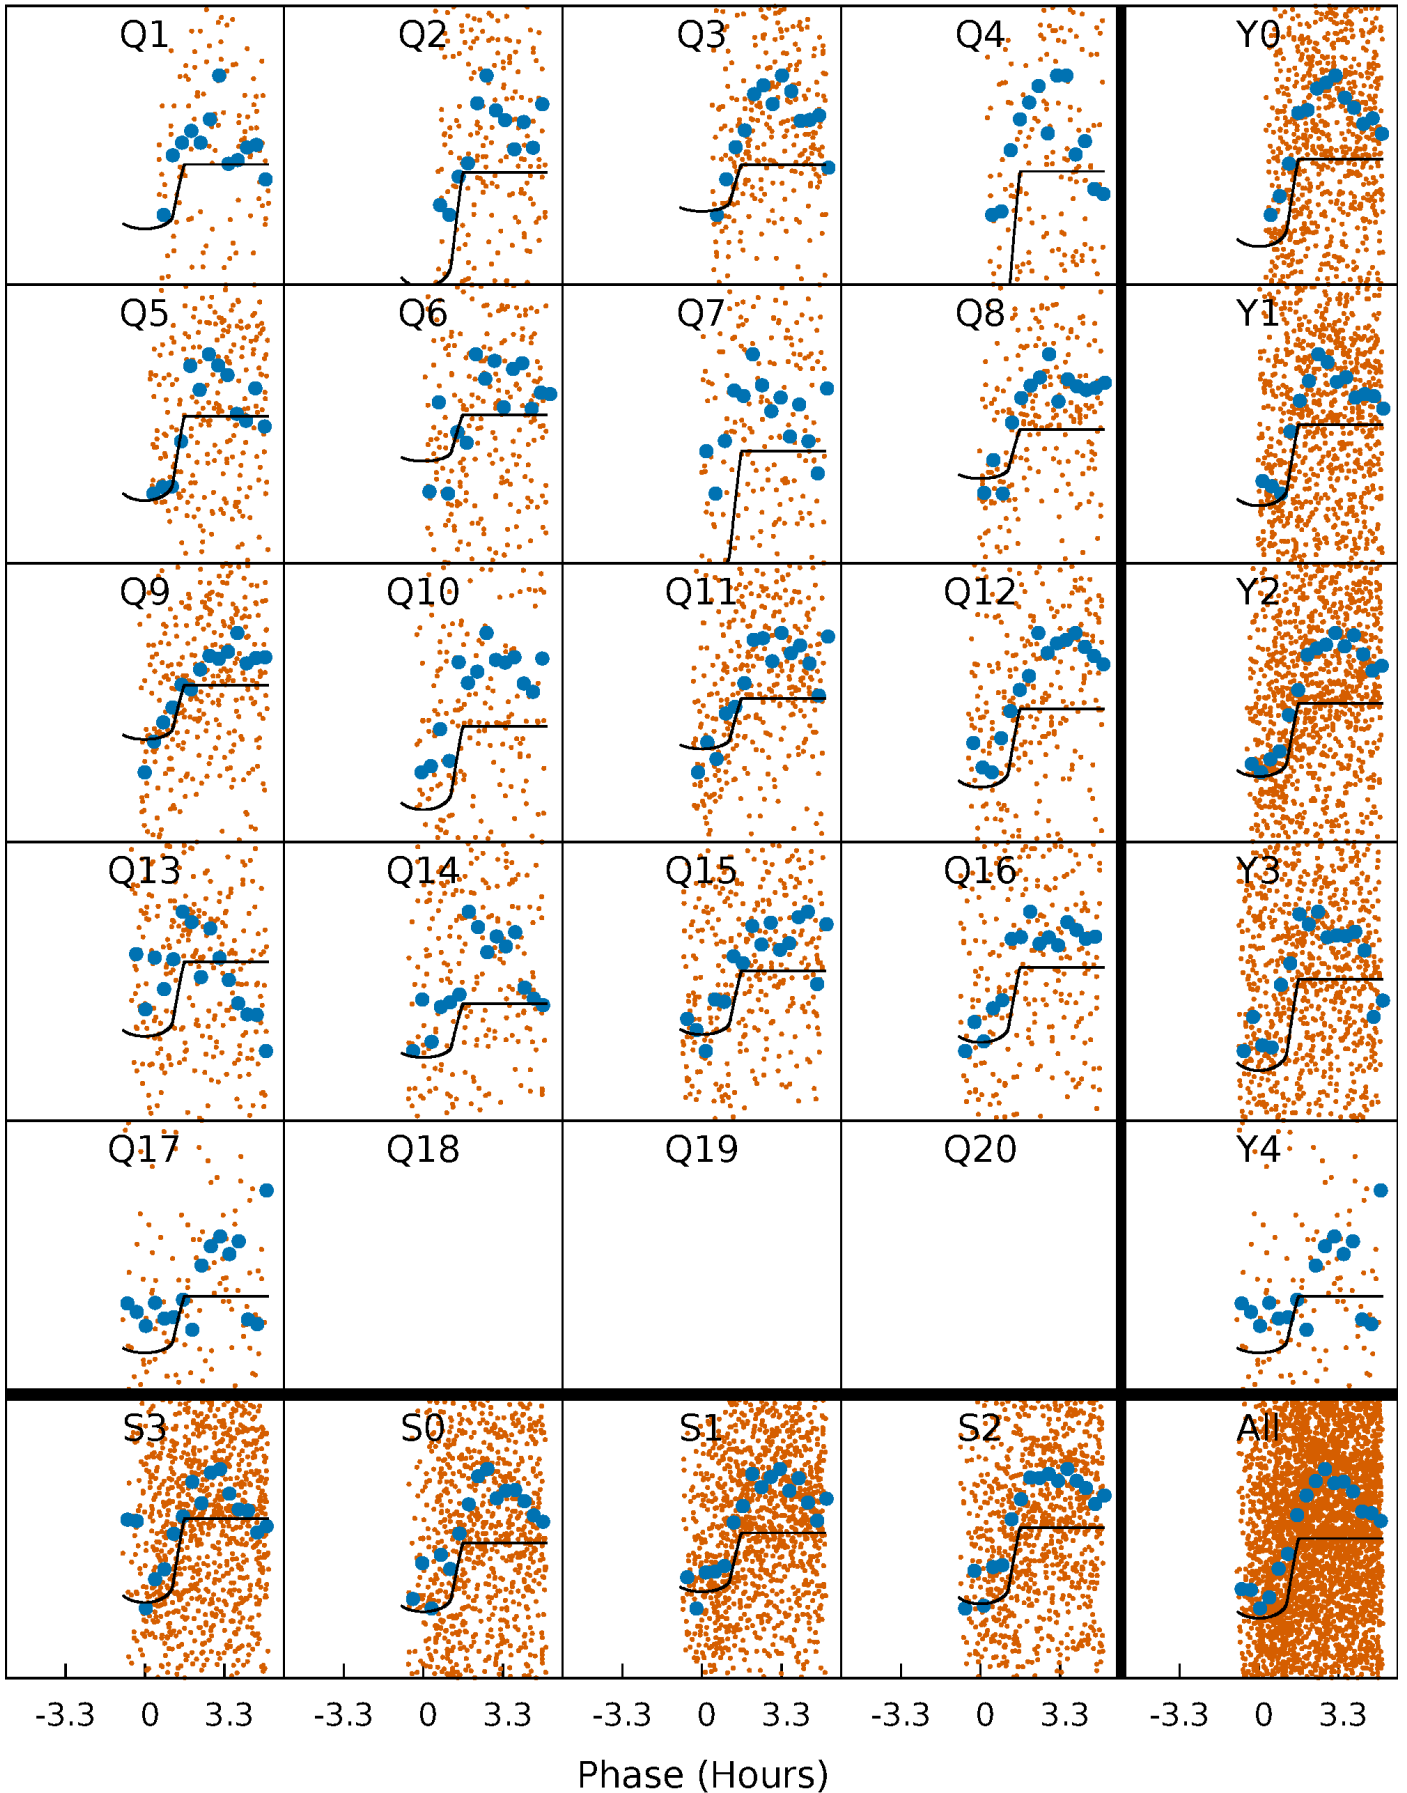 Q1 Q2 Q3 Q4 Y0
Q5 Q6 Q7 Q8 Y1
Q9 Q10 Q11 Q12 Y2
Q13 Q14 Q15 Q16 Y3
Q17 Q18 Q19 Q20 Y4
S3 S0 S1 S2 All
-3.3 0 3.3 -3.3 0 3.3 -3.3 0 3.3 -3.3 0 3.3 -3.3 0 3.3
Phase (Hours)